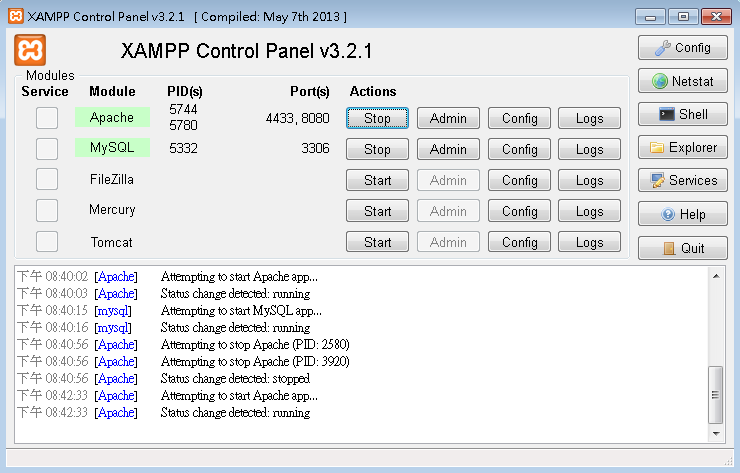 XAMPP Control Panel v3.2.1 [ Compiled: May 7th 2013 ]
XAMPP Control Panel v3.2.1
Config
Modules
Service Module PID(s) Port(s) Actions
Netstat
Apache 5744 5780 4433, 8080 Stop Admin Config Logs
Shell
MySQL 5332 3306 Stop Admin Config Logs
Explorer
FileZilla Start Admin Config Logs
Services
Mercury Start Admin Config Logs
Help
Tomcat Start Admin Config Logs
Quit
下午 08:40:02 [Apache] Attempting to start Apache app...
下午 08:40:03 [Apache] Status change detected: running
下午 08:40:15 [mysql] Attempting to start MySQL app...
下午 08:40:16 [mysql] Status change detected: running
下午 08:40:56 [Apache] Attempting to stop Apache (PID: 2580)
下午 08:40:56 [Apache] Attempting to stop Apache (PID: 3920)
下午 08:40:56 [Apache] Status change detected: stopped
下午 08:42:33 [Apache] Attempting to start Apache app...
下午 08:42:33 [Apache] Status change detected: running